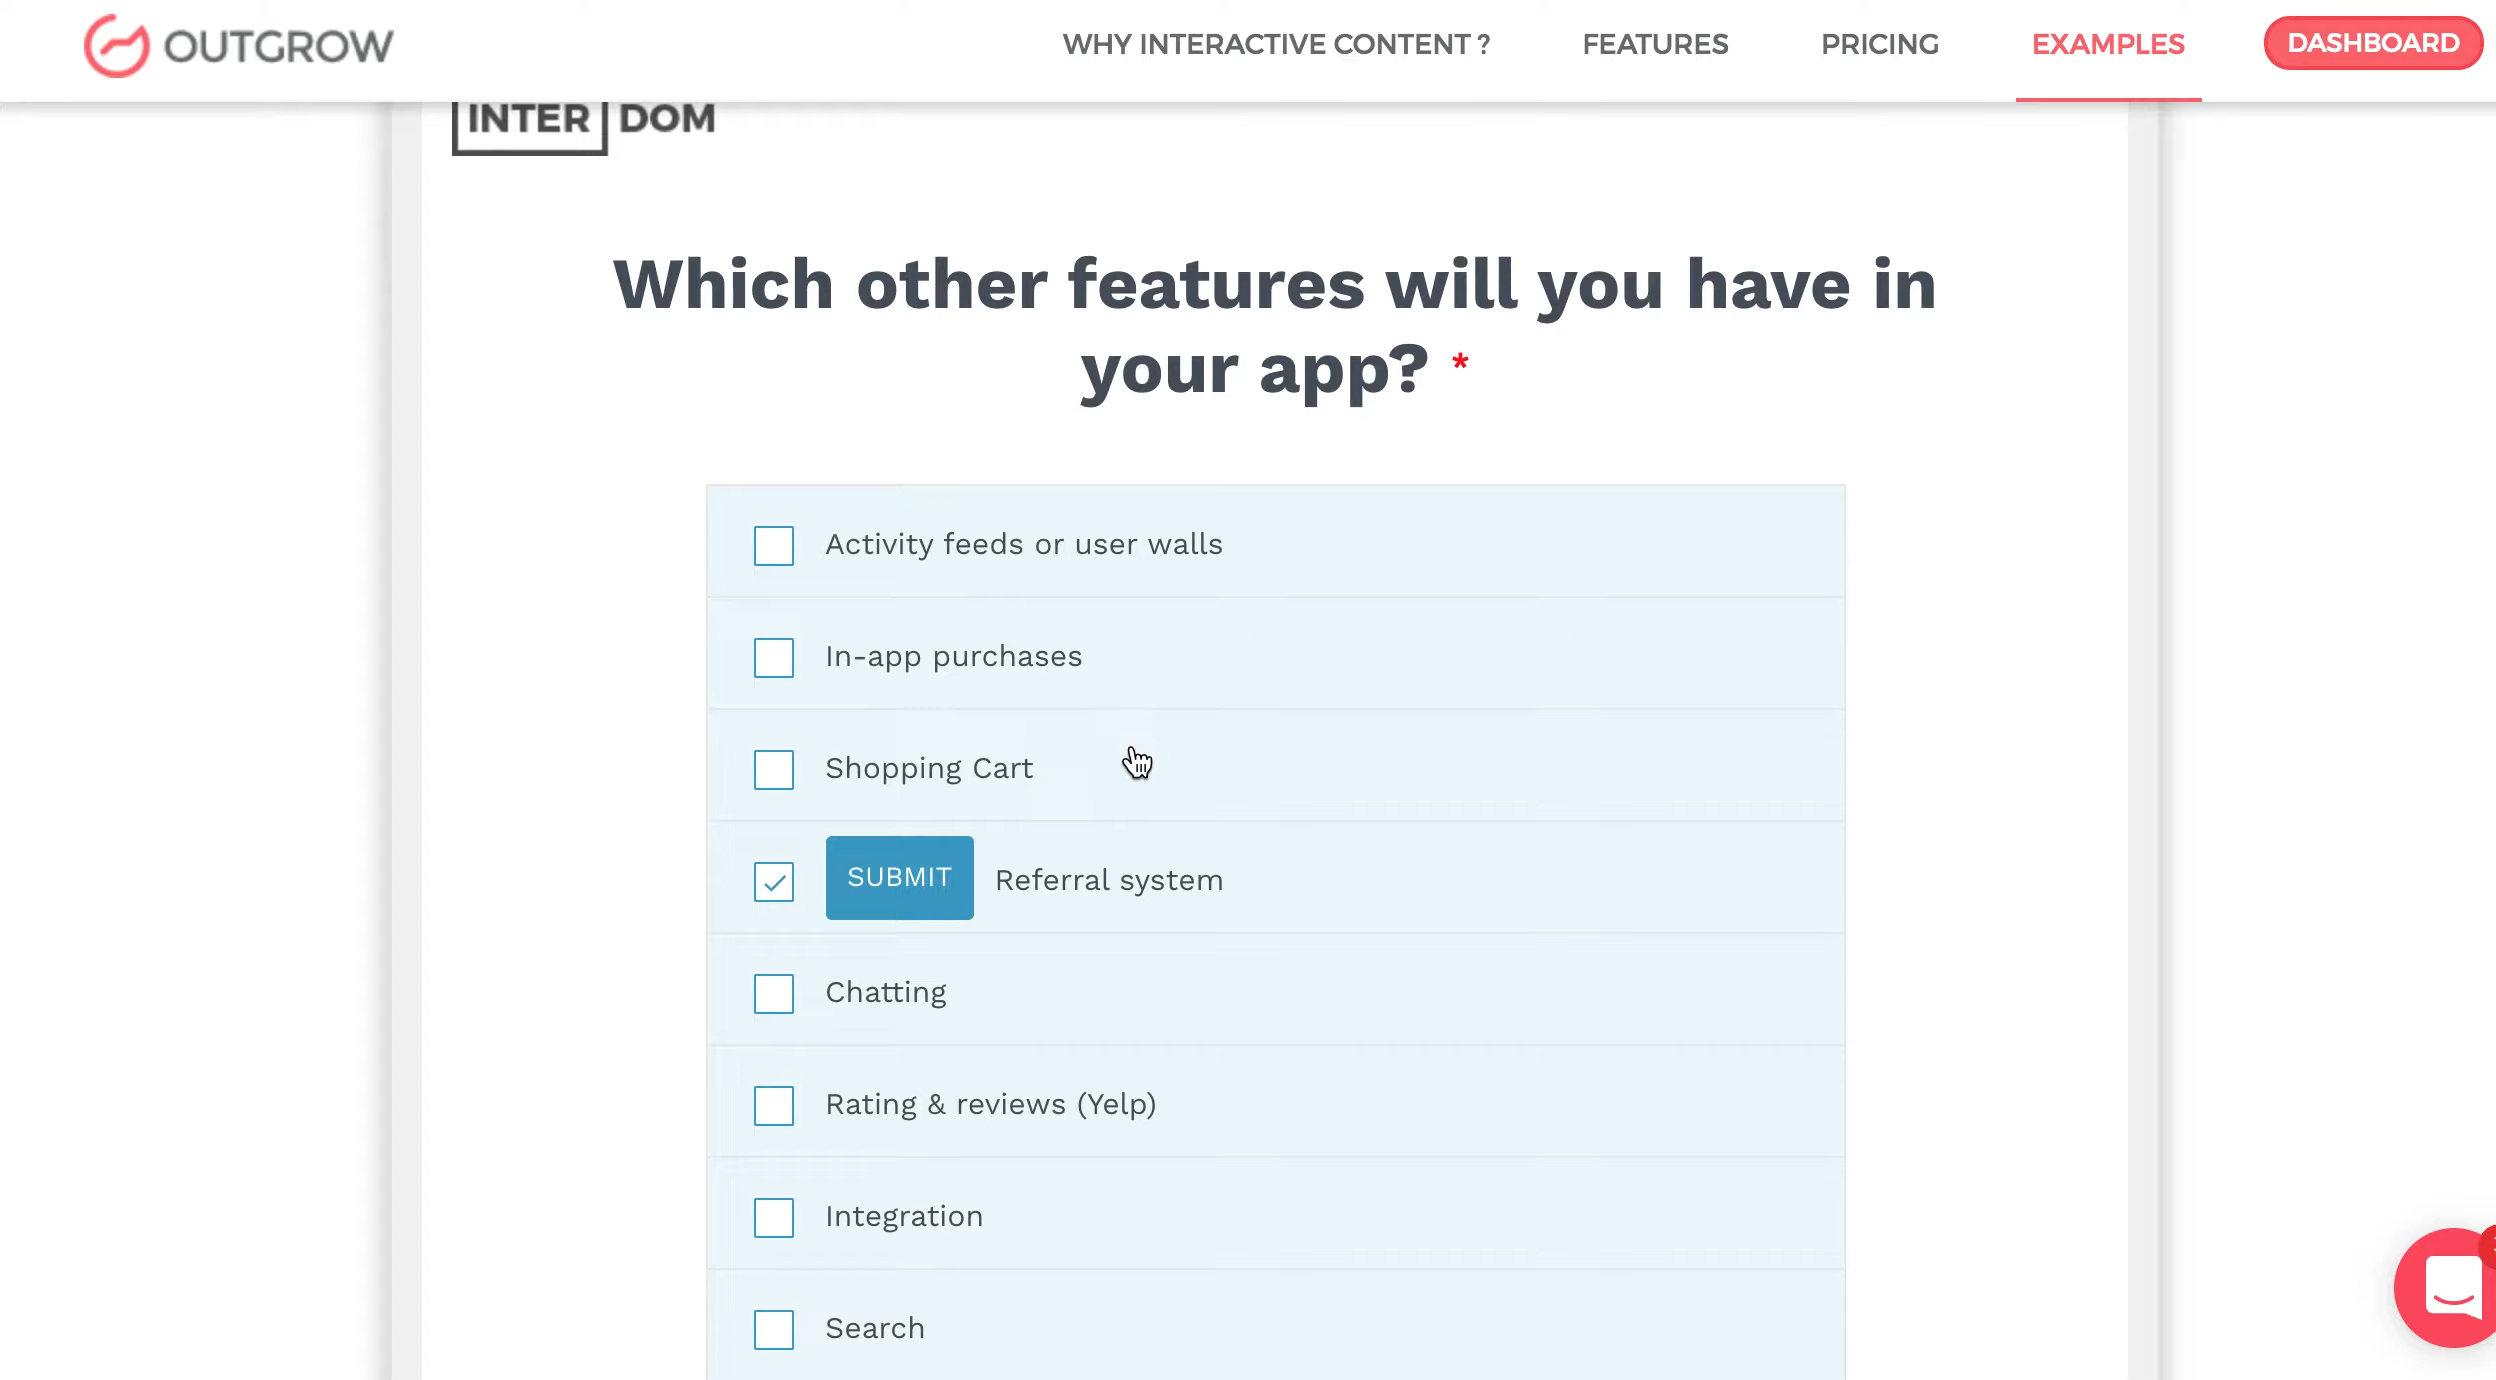 OUTGROW
WHY INTERACTIVE CONTENT ?
FEATURES
PRICING
EXAMPLES
DASHBOARD
INTER DOM
Which other features will you have in
your app? *
Activity feeds or user walls
In-app purchases
Shopping Cart
SUBMIT Referral system
Chatting
Rating & reviews (Yelp)
Integration
Search